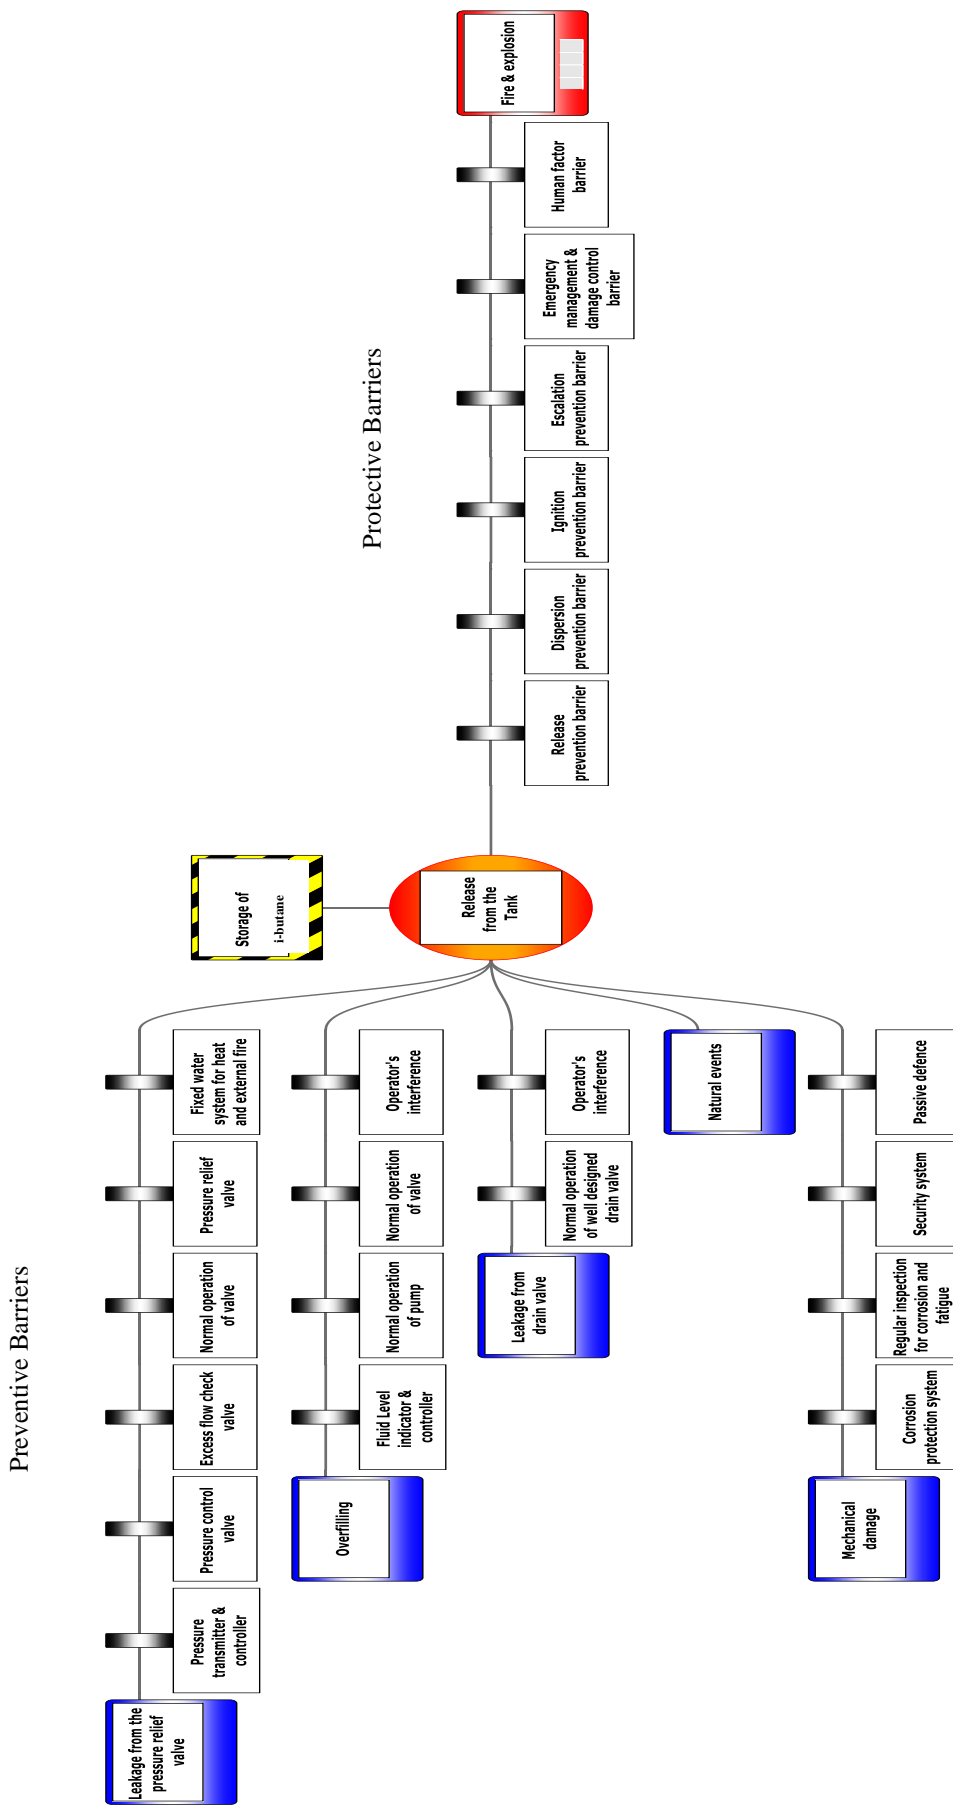 Preventive Barriers
Protective Barriers
Leakage from the
pressure relief
valve
Pressure
transmitter &
controller
Pressure control
valve
Excess flow check
valve
Normal operation
of valve
Pressure relief
valve
Fixed water
system for heat
and external fire
Storage of
i-butane
Overfilling
Fluid Level
indicator &
controller
Normal operation
of pump
Normal operation
of valve
Operator's
interference
Release
from the
Tank
Release
prevention barrier
Dispersion
prevention barrier
Ignition
prevention barrier
Escalation
prevention barrier
Emergency
management &
damage control
barrier
Human factor
barrier
Fire & explosion
Leakage from
drain valve
Normal operation
of well designed
drain valve
Operator's
interference
Natural events
Mechanical
damage
Corrosion
protection system
Regular inspection
for corrosion and
fatigue
Security system
Passive defence